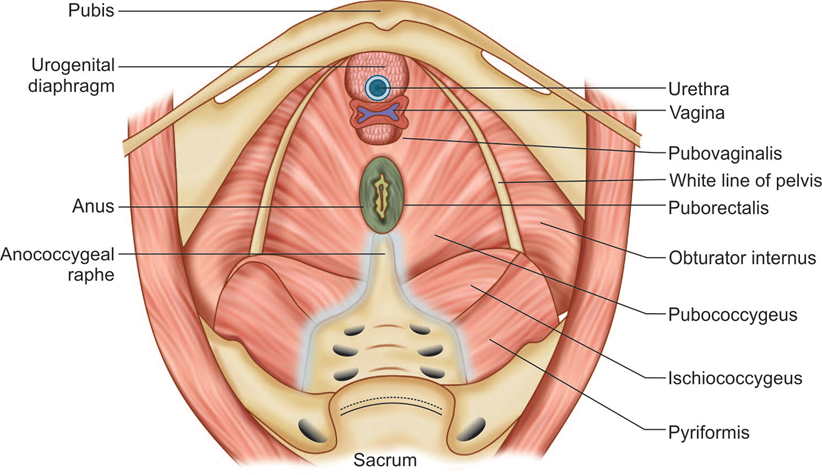 Pubis
Urogenital
diaphragm
Anus
Anococcygeal
raphe
Urethra
Vagina
Pubovaginalis
White line of pelvis
Puborectalis
Obturator internus
Pubococcygeus
Ischiococcygeus
Pyriformis
Sacrum